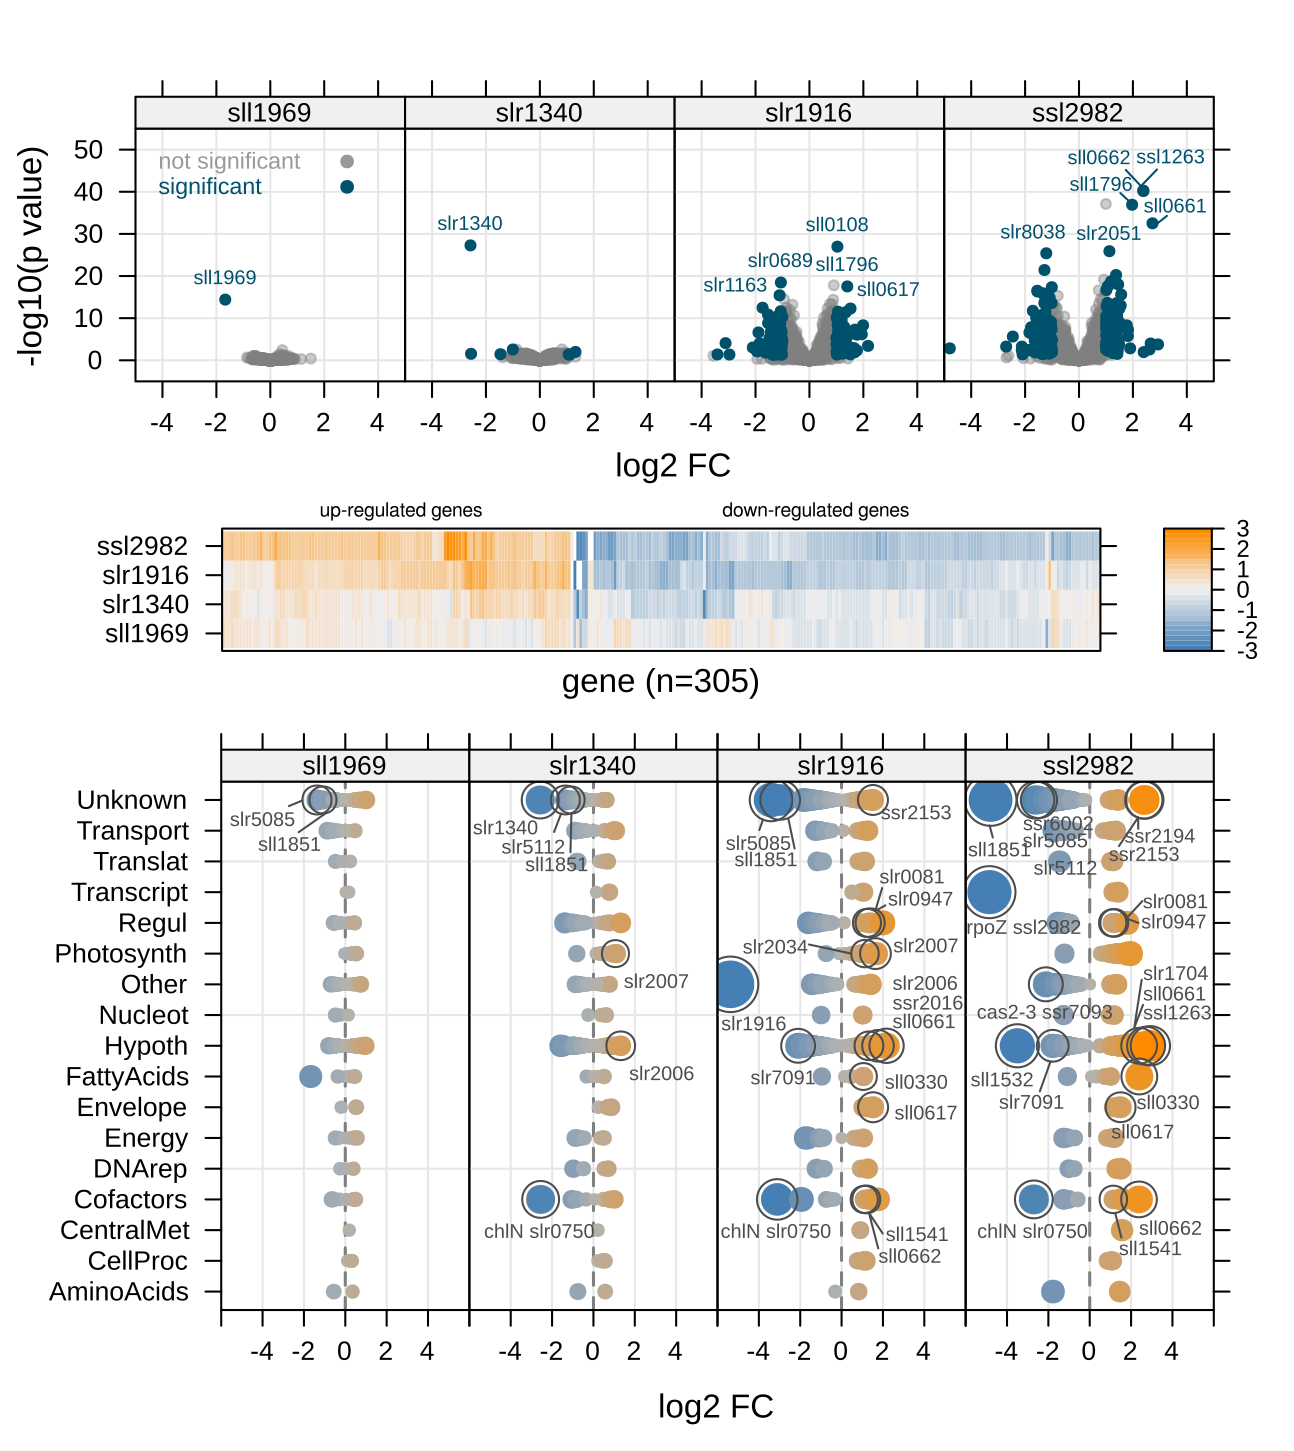 sll1969 slr1340 slr1916 ssl2982
-log10(p value)
50
40
30
20
10
0
not significant
significant
sll1969
slr1340
sll0108
slr0689 sll1796
slr1163 sll0617
sll0662 ssl1263
sll1796
sll0661
slr8038 slr2051
-4 -2 0 2 4 -4 -2 0 2 4 -4 -2 0 2 4 -4 -2 0 2 4
log2 FC
up-regulated genes down-regulated genes
ssl2982
slr1916
slr1340
sll1969
3
2
1
0
-1
-2
-3
gene (n=305)
sll1969 slr1340 slr1916 ssl2982
Unknown
Transport
Translat
Transcript
Regul
Photosynth
Other
Nucleot
Hypoth
FattyAcids
Envelope
Energy
DNArep
Cofactors
CentralMet
CellProc
AminoAcids
slr5085
sll1851
slr1340
slr5112
sll1851
slr2007
slr2006
chlN slr0750
ssr2153
slr5085
sll1851
slr0081
slr0947
slr2034 slr2007
slr2006
ssr2016
sll0661
slr1916
slr7091 sll0330
sll0617
chlN slr0750 sll1541
sll0662
ssr6002
slr5085
sll1851
slr5112
ssr2194
ssr2153
slr0081
slr0947
rpoZ ssl2982
slr1704
sll0661
ssl1263
cas2-3 ssr7093
sll1532
slr7091
sll0330
sll0617
chlN slr0750 sll0662
sll1541
-4 -2 0 2 4 -4 -2 0 2 4 -4 -2 0 2 4 -4 -2 0 2 4
log2 FC